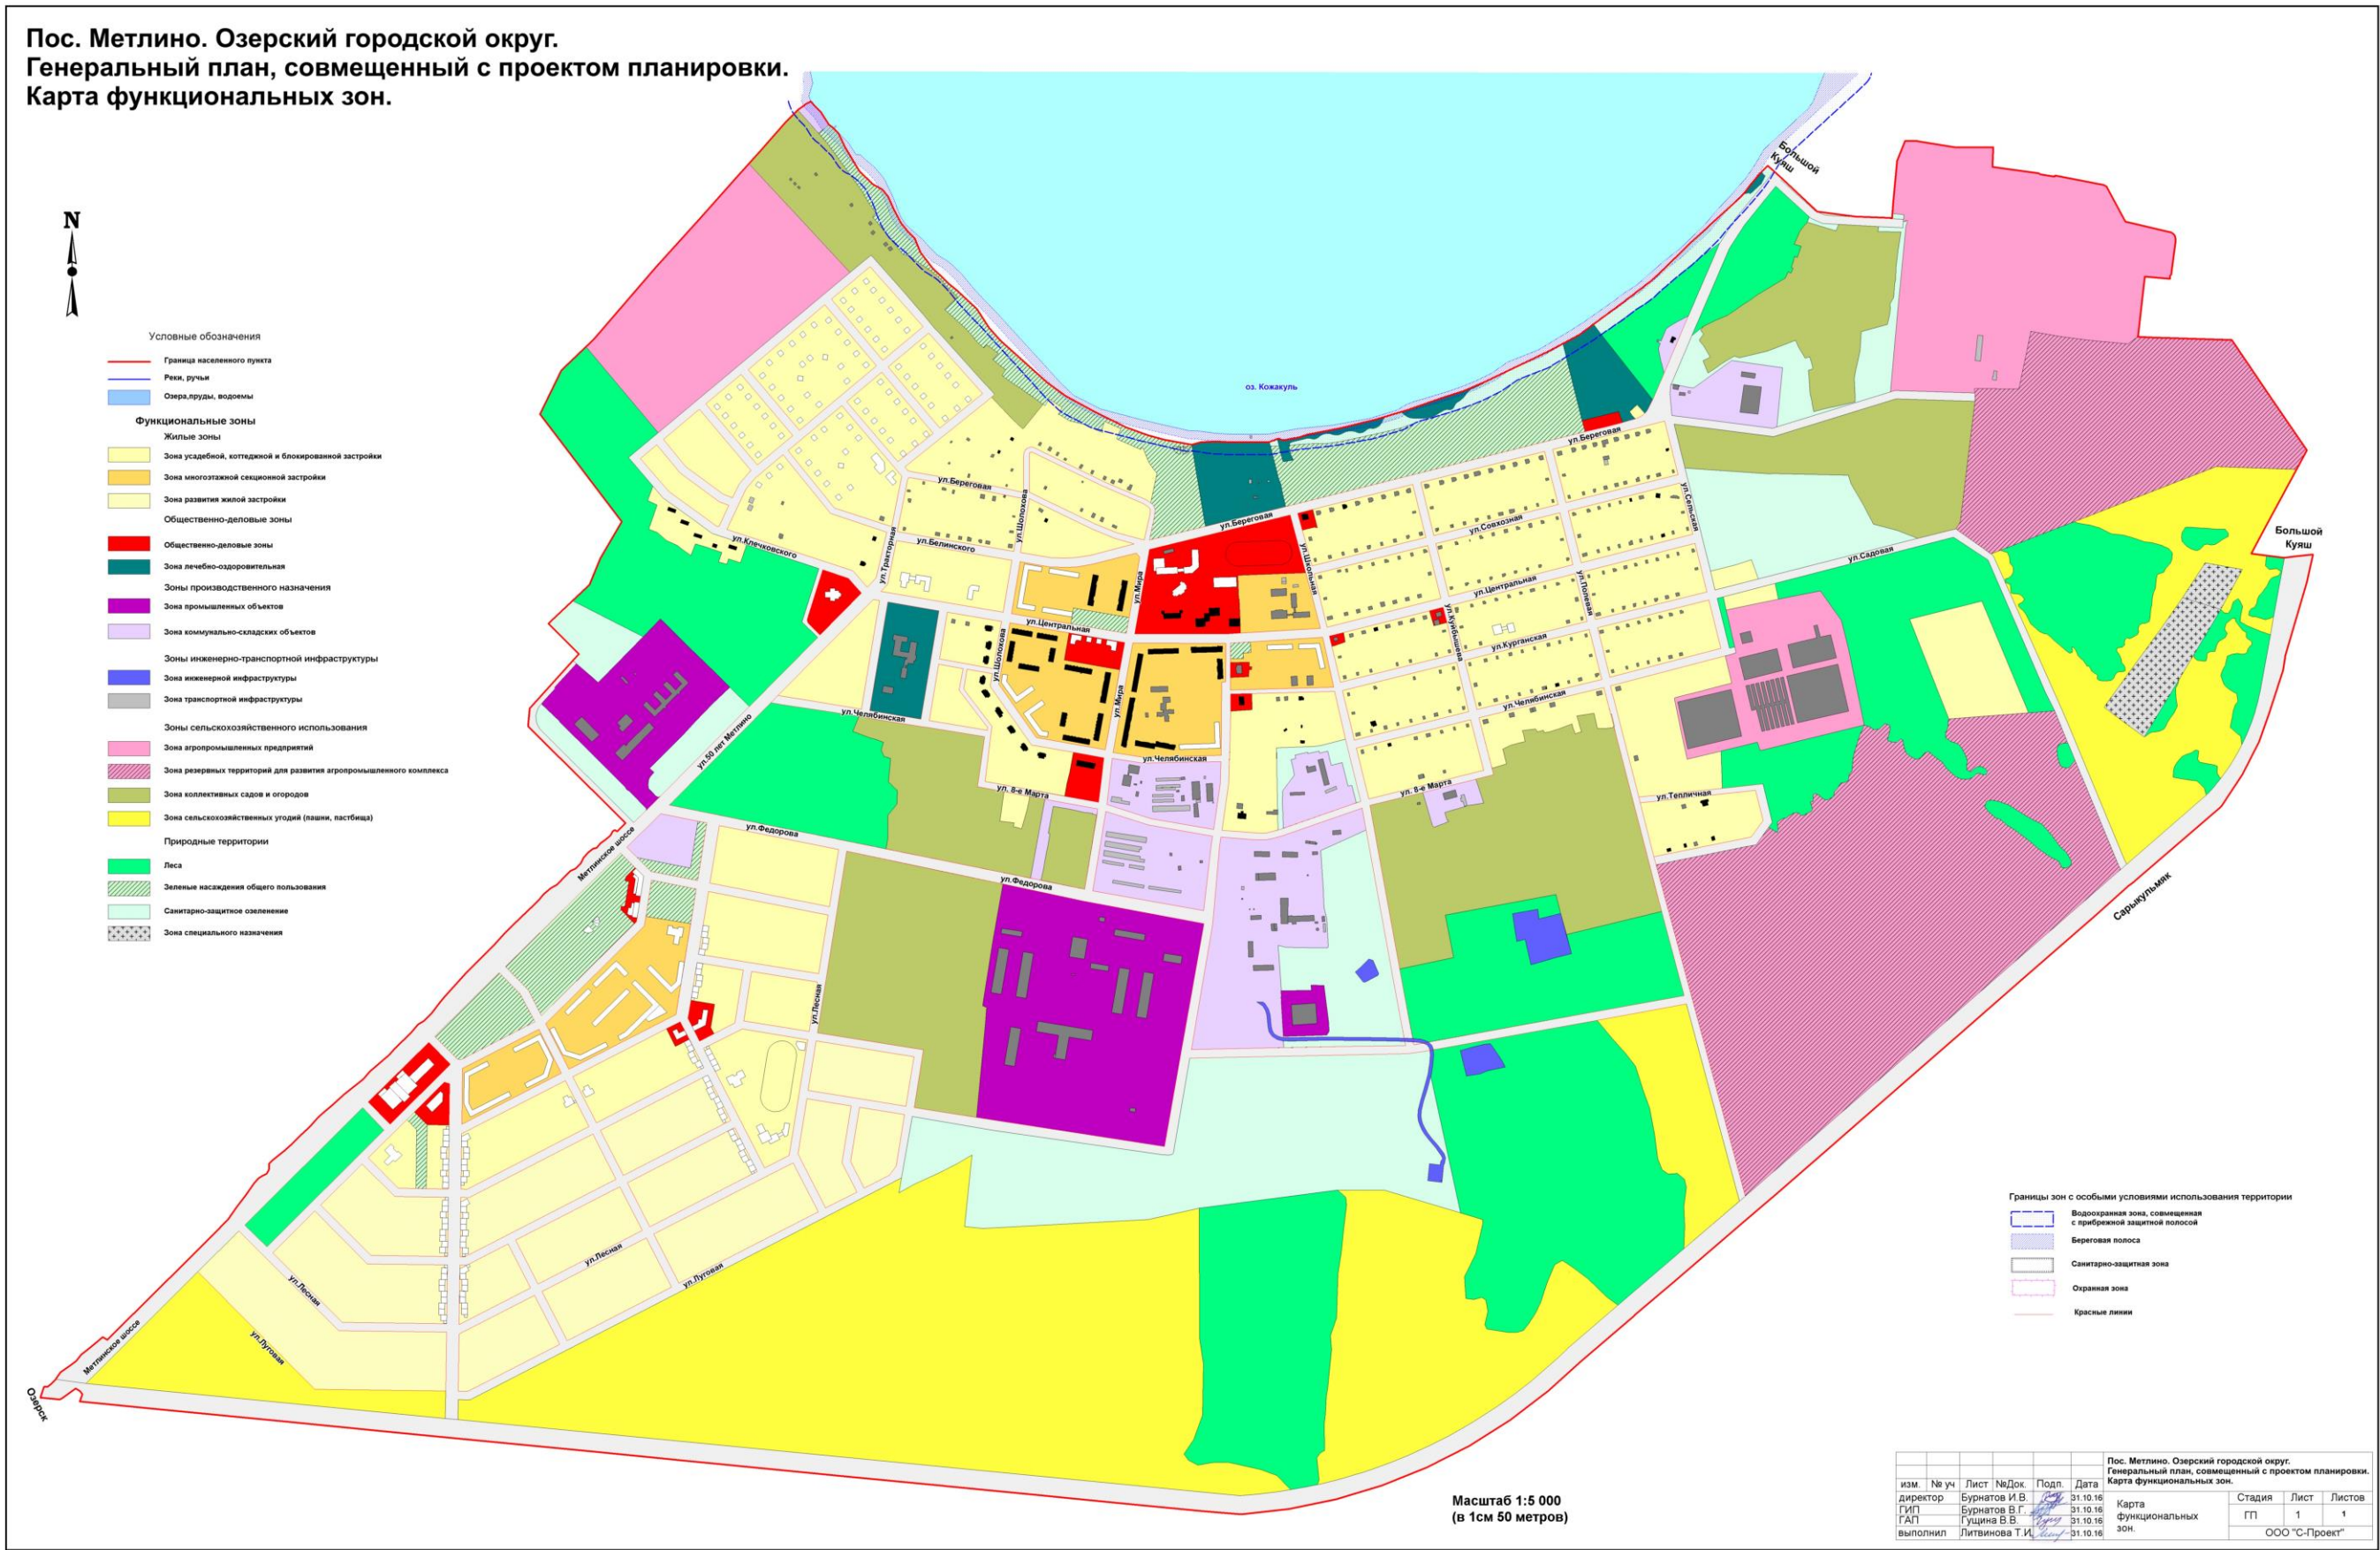 Пос. Метлино. Озерский городской округ.
Генеральный план, совмещенный с проектом планировки.
Карта функциональных зон.
N
Условные обозначения
Граница населенного пункта
Реки, ручьи
Озера,пруды, водоемы
Функциональные зоны
Жилые зоны
Зона усадебной, коттеджной и блокированной застройки
Зона многоэтажной секционной застройки
Зона развития жилой застройки
Общественно-деловые зоны
Общественно-деловые зоны
Зона лечебно-оздоровительная
Зоны производственного назначения
Зона промышленных объектов
Зона коммунально-складских объектов
Зоны инженерно-транспортной инфраструктуры
Зона инженерной инфраструктуры
Зона транспортной инфраструктуры
Зоны сельскохозяйственного использования
Зона агропромышленных предприятий
Зона резервных территорий для развития агропромышленного комплекса
Зона коллективных садов и огородов
Зона сельскохозяйственных угодий (пашни, пастбища)
Природные территории
Леса
Зеленые насаждения общего пользования
Санитарно-защитное озеленение
Зона специального назначения
Большой
Куяш
оз. Кожакуль
ул.Береговая
ул.Береговая
ул.Береговая
ул.Шолохова
ул.Сельская
ул.Совхозная
ул.Клечковского
ул.Тракторная
ул.Белинского
ул.Мира
ул.Школьная
ул.Центральная
ул.Полевая
ул.Садовая
Большой
Куяш
ул.Центральная
ул.Шолохова
ул.Куйбышева
ул.Курганская
ул.Мира
ул.Челябинская
ул.Челябинская
ул.50 лет Метлино
ул.Челябинская
ул. 8-е Марта
ул. 8-е Марта
ул.Тепличная
ул.Федорова
Метлинское шоссе
ул.Федорова
Сарыкульмяк
ул.Лесная
ул.Лесная
ул.Луговая
ул.Лесная
ул.Луговая
Метлинское шоссе
Озерск
Границы зон с особыми условиями использования территории
Водоохранная зона, совмещенная
с прибрежной защитной полосой
Береговая полоса
Санитарно-защитная зона
Охранная зона
Красные линии
Масштаб 1:5 000
(в 1см 50 метров)
Пос. Метлино. Озерский городской округ.
Генеральный план, совмещенный с проектом планировки.
Карта функциональных зон.
изм. № уч Лист №Док. Подп. Дата
директор Бурнатов И.В. 31.10.16
ГИП Бурнатов В.Г. 31.10.16
ГАП Гущина В.В. 31.10.16
выполнил Литвинова Т.И. 31.10.16
Карта
функциональных
зон.
Стадия Лист Листов
ГП 1 1
ООО "С-Проект"